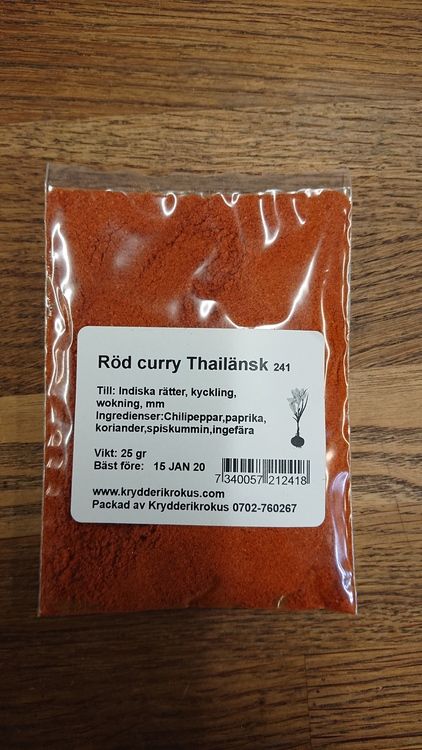 Röd curry Thailänsk 241
Till: Indiska rätter, kyckling,
wokning, mm
Ingredienser:Chilipeppar,paprika,
koriander,spiskummin,ingefära
Vikt: 25 gr
Bäst före: 15 JAN 20
7 340057 212418
www.krydderikrokus.com
Packad av Krydderikrokus 0702-760267